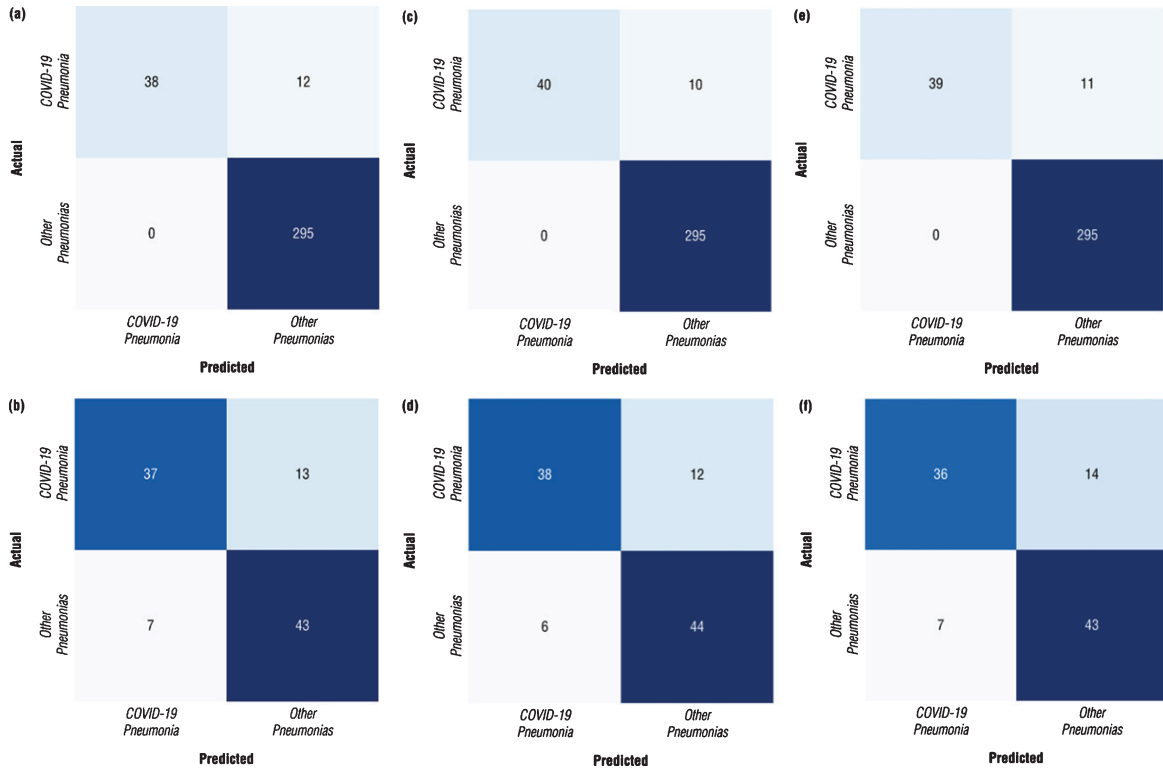 (a)
Actual
COVID-19
Pneumonia
Other
Pneumonias
38
12
0
295
COVID-19
Pneumonia
Other
Pneumonias
Predicted
(c)
Actual
COVID-19
Pneumonia
Other
Pneumonias
40
10
0
295
COVID-19
Pneumonia
Other
Pneumonias
Predicted
(e)
Actual
COVID-19
Pneumonia
Other
Pneumonias
39
11
0
295
COVID-19
Pneumonia
Other
Pneumonias
Predicted
(b)
Actual
COVID-19
Pneumonia
Other
Pneumonias
37
13
7
43
COVID-19
Pneumonia
Other
Pneumonias
Predicted
(d)
Actual
COVID-19
Pneumonia
Other
Pneumonias
38
12
6
44
COVID-19
Pneumonia
Other
Pneumonias
Predicted
(f)
Actual
COVID-19
Pneumonia
Other
Pneumonias
36
14
7
43
COVID-19
Pneumonia
Other
Pneumonias
Predicted